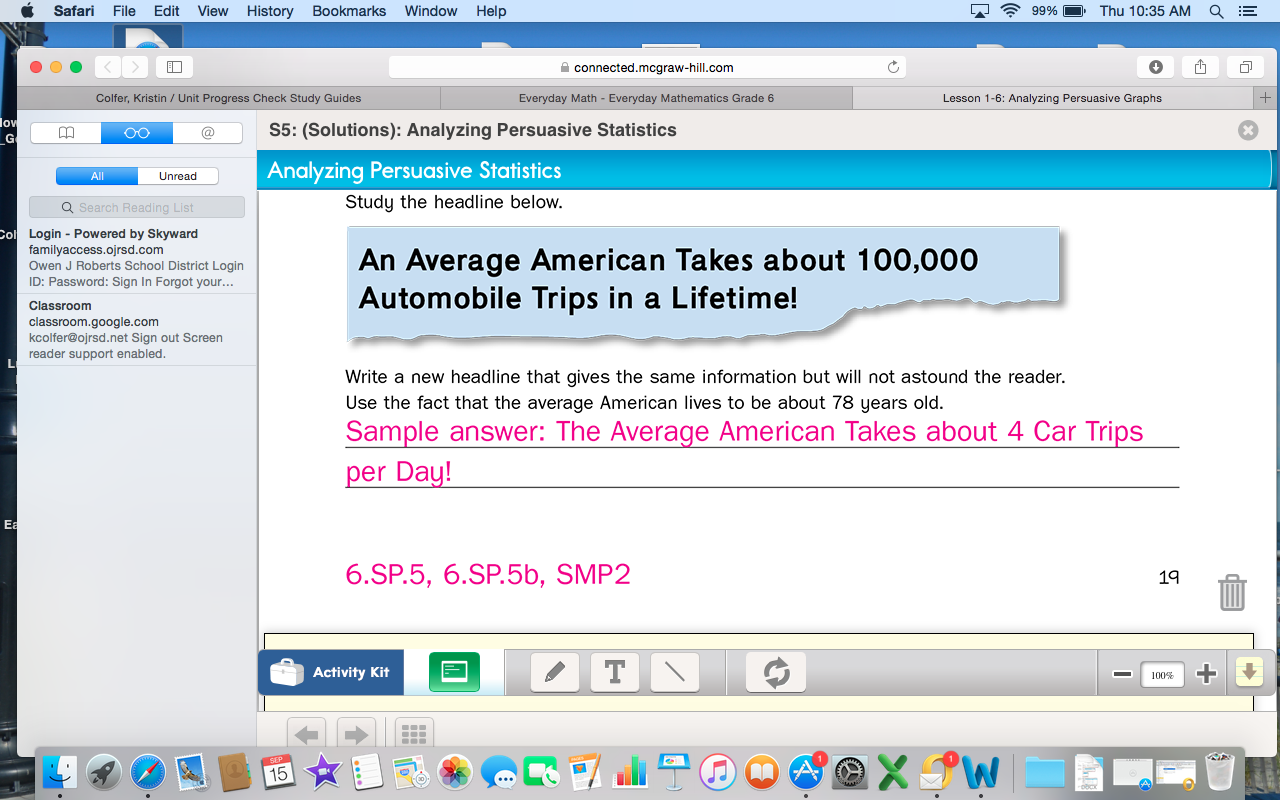 Safari File Edit View History Bookmarks Window Help 99% Thu 10:35 AM
connected.mcgraw-hill.com
Colfer, Kristin / Unit Progress Check Study Guides
Everyday Math - Everyday Mathematics Grade 6
Lesson 1-6: Analyzing Persuasive Graphs
@
S5: (Solutions): Analyzing Persuasive Statistics
All Unread
Search Reading List
Login - Powered by Skyward
familyaccess.ojrsd.com
Owen J Roberts School District Login
ID: Password: Sign In Forgot your...
Classroom
classroom.google.com
kcolfer@ojrsd.net Sign out Screen
reader support enabled.
Analyzing Persuasive Statistics
Study the headline below.
An Average American Takes about 100,000
Automobile Trips in a Lifetime!
Write a new headline that gives the same information but will not astound the reader.
Use the fact that the average American lives to be about 78 years old.
Sample answer: The Average American Takes about 4 Car Trips
per Day!
6.SP.5, 6.SP.5b, SMP2
19
Activity Kit
T
100%
SEP
15
1
1
DOCX